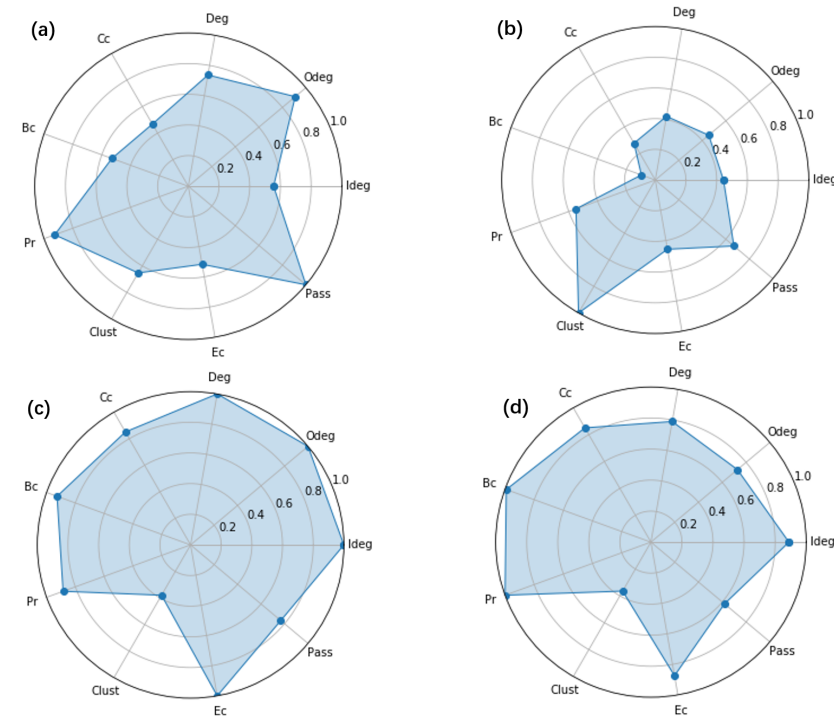 (a)
Deg
Cc
Odeg
Bc
1.0
0.8
0.6
0.4
0.2
Ideg
Pr
Pass
Clust
Ec
(b)
Deg
Cc
Odeg
Bc
1.0
0.8
0.6
0.4
0.2
Ideg
Pr
Pass
Clust
Ec
(c)
Deg
Cc
Odeg
Bc
1.0
0.8
0.6
0.4
0.2
Ideg
Pr
Pass
Clust
Ec
(d)
Deg
Cc
Odeg
Bc
1.0
0.8
0.6
0.4
0.2
Ideg
Pr
Pass
Clust
Ec